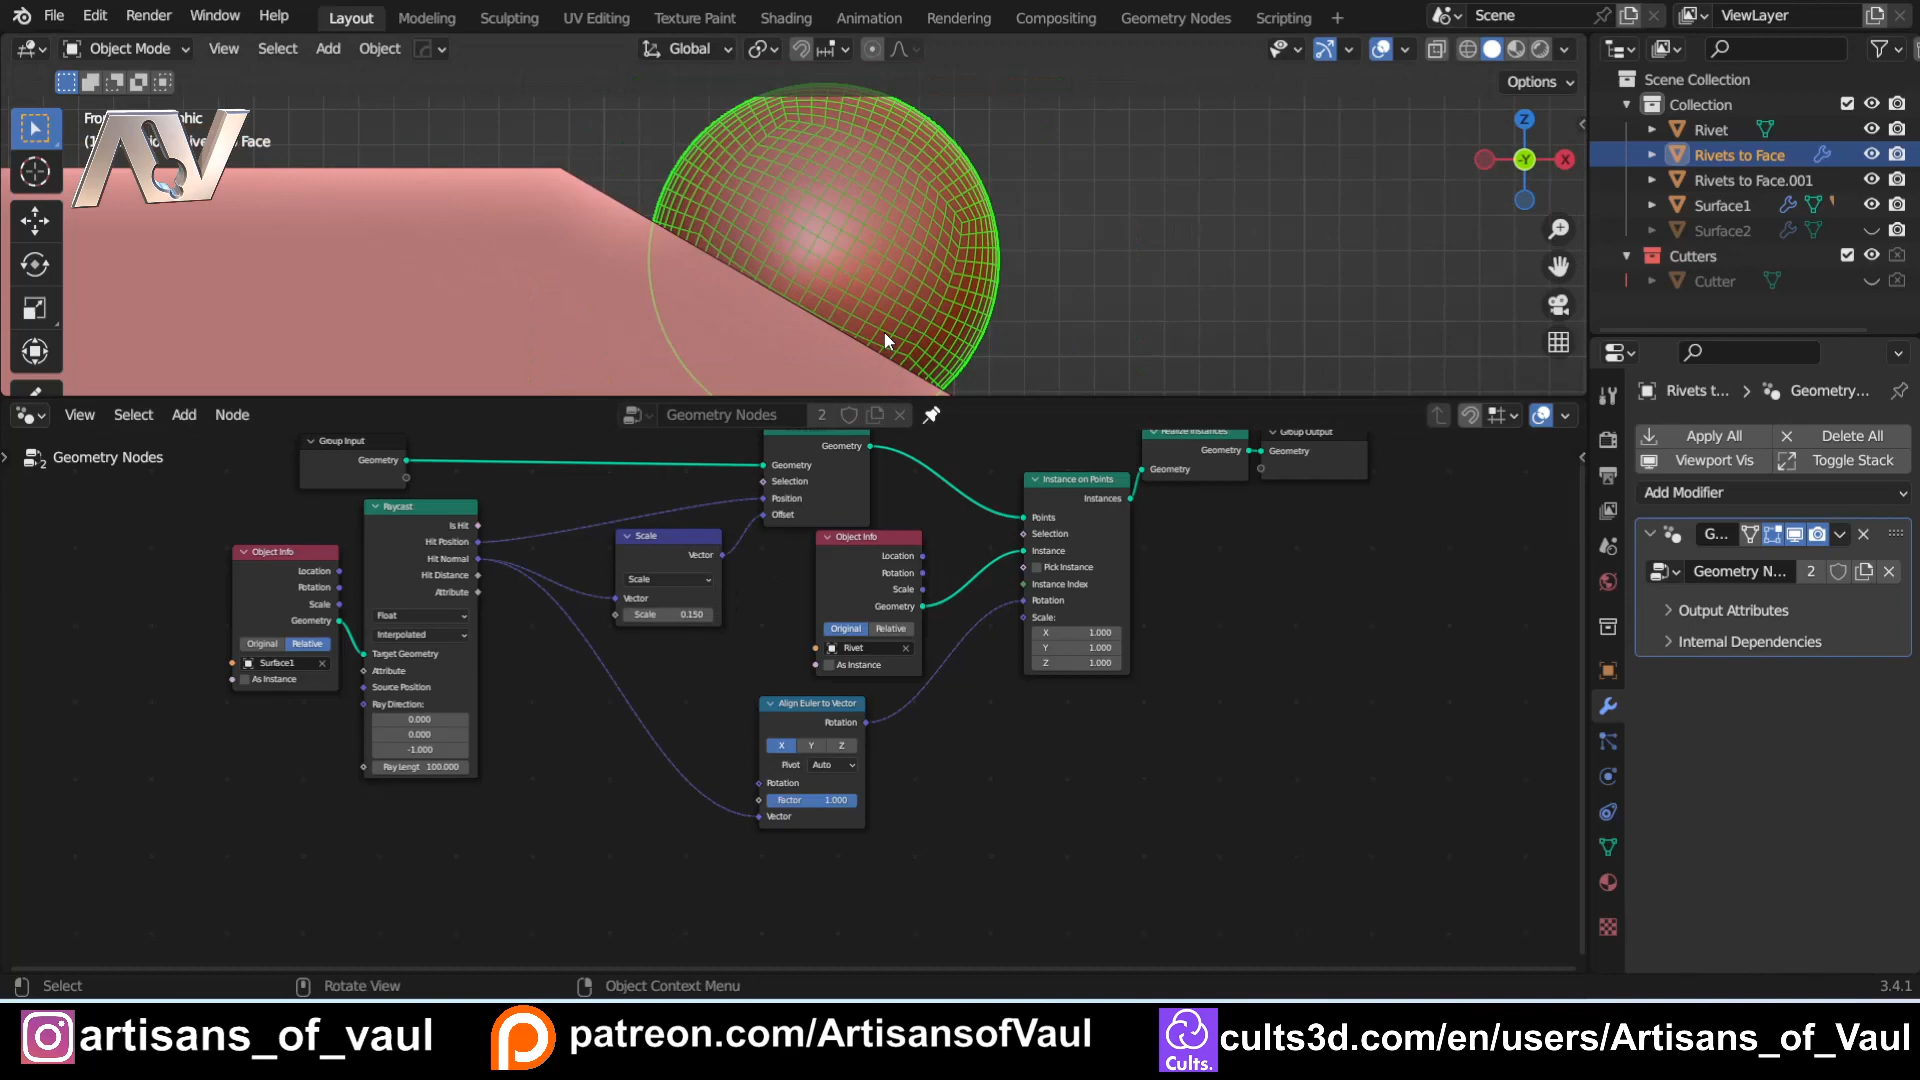 File Edit Render Window Help Layout Modeling Sculpting UV Editing Texture Paint Shading Animation Rendering Compositing Geometry Nodes Scripting + Scene ViewLayer
Object Mode View Select Add Object Global
Options
Scene Collection
Collection
Rivet
Rivets to Face
Rivets to Face.001
Surface1
Surface2
Cutters
Cutter
Z
-Y
X
AV
View Select Add Node Geometry Nodes 2
Geometry Nodes
Group Input
Geometry
Raycast
Is Hit
Hit Position
Hit Normal
Hit Distance
Attribute
Float
Interpolated
Target Geometry
Attribute
Source Position
Ray Direction:
0.000
0.000
-1.000
Ray Lengt 100.000
Object Info
Location
Rotation
Scale
Geometry
Original Relative
Surface1
As Instance
Scale
Vector
Scale
Vector
Scale 0.150
Geometry
Geometry
Selection
Position
Offset
Object Info
Location
Rotation
Scale
Geometry
Original Relative
Rivet
As Instance
Align Euler to Vector
Rotation
X Y Z
Pivot Auto
Rotation
Factor 1.000
Vector
Instance on Points
Instances
Points
Selection
Instance
Pick Instance
Instance Index
Rotation
Scale:
X 1.000
Y 1.000
Z 1.000
Realize Instances
Geometry
Geometry
Group Output
Geometry
Rivets t... Geometry...
Apply All Delete All
Viewport Vis Toggle Stack
Add Modifier
G...
Geometry N... 2
Output Attributes
Internal Dependencies
Select Rotate View Object Context Menu 3.4.1
artisans_of_vaul patreon.com/ArtisansofVaul Cults. cults3d.com/en/users/Artisans_of_Vaul